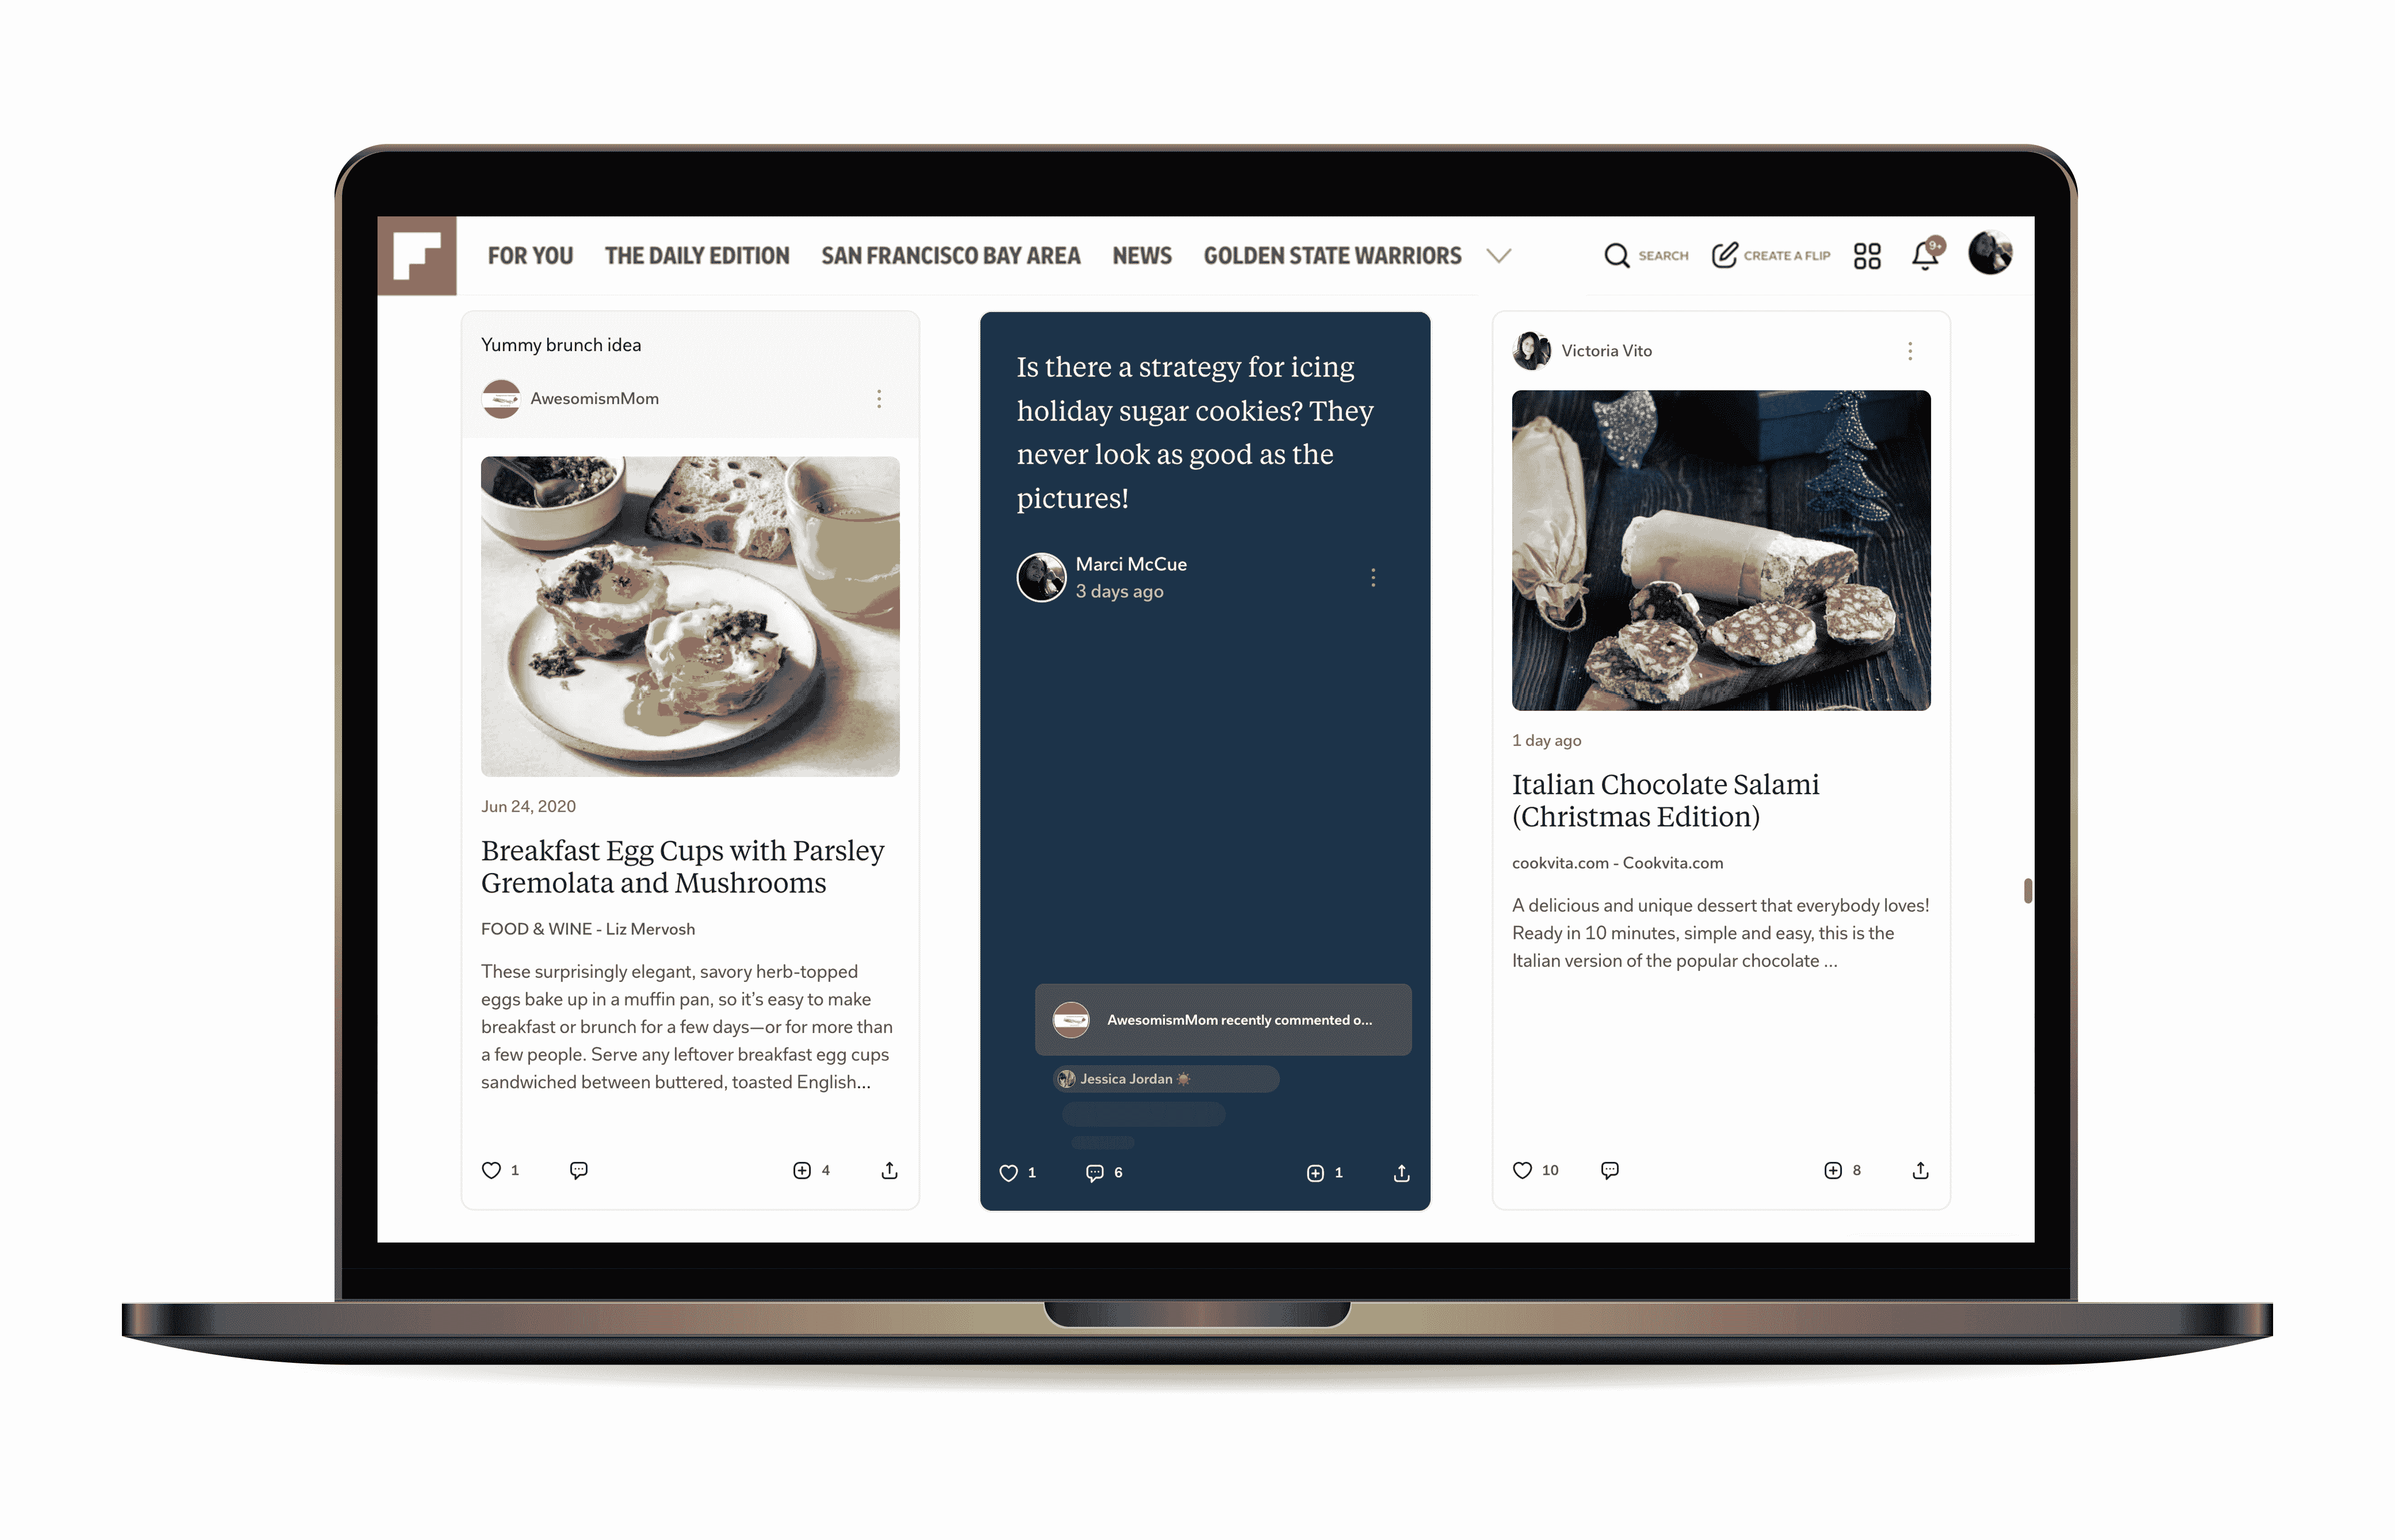 FOR YOU THE DAILY EDITION SAN FRANCISCO BAY AREA NEWS GOLDEN STATE WARRIORS SEARCH CREATE A FLIP 9+
Yummy brunch idea
AwesomismMom
Jun 24, 2020
Breakfast Egg Cups with Parsley
Gremolata and Mushrooms
FOOD & WINE - Liz Mervosh
These surprisingly elegant, savory herb-topped
eggs bake up in a muffin pan, so it’s easy to make
breakfast or brunch for a few days—or for more than
a few people. Serve any leftover breakfast egg cups
sandwiched between buttered, toasted English...
1 4
Is there a strategy for icing
holiday sugar cookies? They
never look as good as the
pictures!
Marci McCue
3 days ago
AwesomismMom recently commented o...
Jessica Jordan
1 6 1
Victoria Vito
1 day ago
Italian Chocolate Salami
(Christmas Edition)
cookvita.com - Cookvita.com
A delicious and unique dessert that everybody loves!
Ready in 10 minutes, simple and easy, this is the
Italian version of the popular chocolate ...
10 8